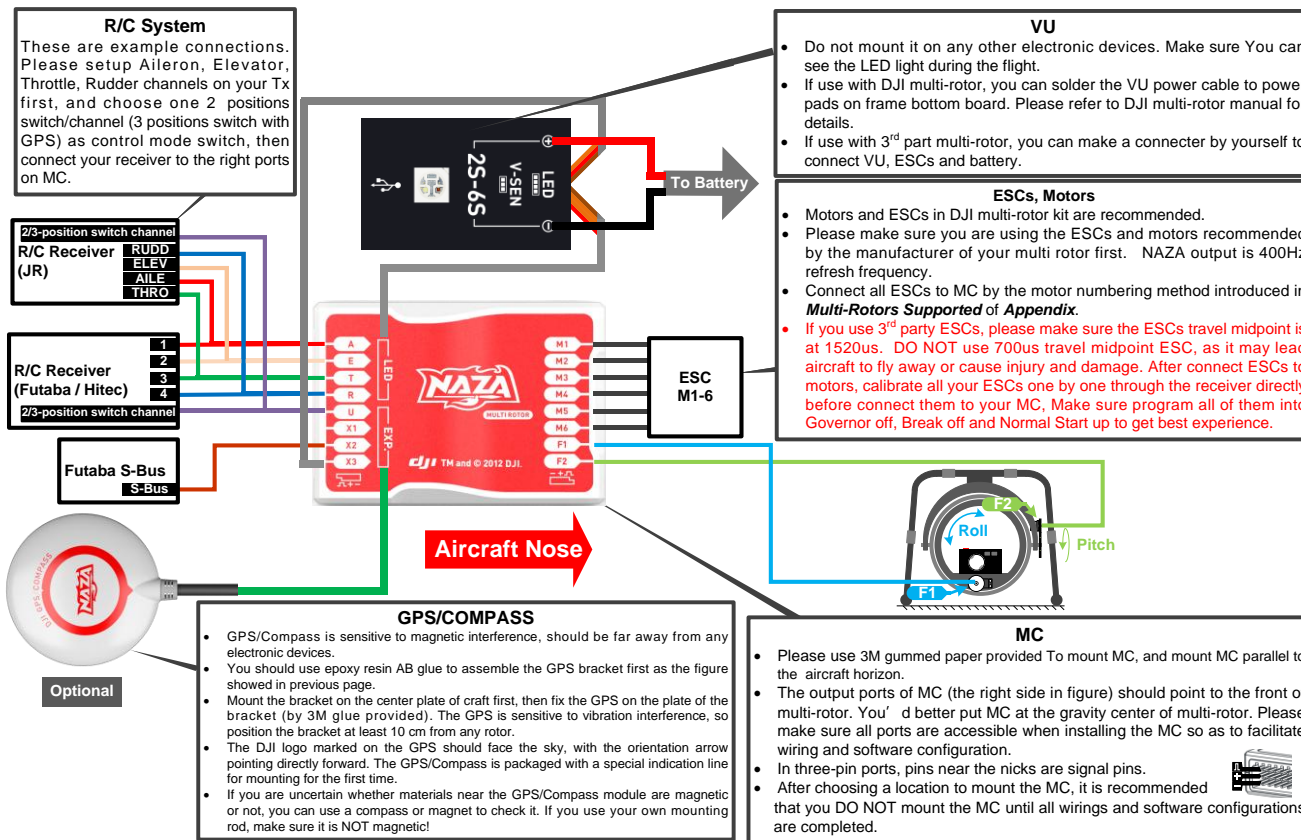 R/C System
These are example connections.
Please setup Aileron, Elevator,
Throttle, Rudder channels on your Tx
first, and choose one 2 positions
switch/channel (3 positions switch with
GPS) as control mode switch, then
connect your receiver to the right ports
on MC.
VU
• Do not mount it on any other electronic devices. Make sure You can
see the LED light during the flight.
• If use with DJI multi-rotor, you can solder the VU power cable to power
pads on frame bottom board. Please refer to DJI multi-rotor manual fo
details.
• If use with 3rd part multi-rotor, you can make a connecter by yourself to
connect VU, ESCs and battery.
LED
V-SEN
2S-6S
To Battery
ESCs, Motors
• Motors and ESCs in DJI multi-rotor kit are recommended.
• Please make sure you are using the ESCs and motors recommended
by the manufacturer of your multi rotor first. NAZA output is 400Hz
refresh frequency.
• Connect all ESCs to MC by the motor numbering method introduced in
Multi-Rotors Supported of Appendix.
• If you use 3rd party ESCs, please make sure the ESCs travel midpoint is
at 1520us. DO NOT use 700us travel midpoint ESC, as it may lead
aircraft to fly away or cause injury and damage. After connect ESCs to
motors, calibrate all your ESCs one by one through the receiver directly
before connect them to your MC, Make sure program all of them into
Governor off, Break off and Normal Start up to get best experience.
2/3-position switch channel
R/C Receiver
(JR)
RUDD
ELEV
AILE
THRO
R/C Receiver
(Futaba / Hitec)
1
2
3
4
2/3-position switch channel
Futaba S-Bus
S-Bus
A
E
T
R
U
X1
X2
X3
LED
EXP.
NAZA
MULTI ROTOR
dji TM and © 2012 DJI.
M1
M2
M3
M4
M5
M6
F1
F2
ESC
M1-6
Aircraft Nose
F2
Roll
Pitch
F1
DJI GPS COMPASS
NAZA
Optional
GPS/COMPASS
• GPS/Compass is sensitive to magnetic interference, should be far away from any
electronic devices.
• You should use epoxy resin AB glue to assemble the GPS bracket first as the figure
showed in previous page.
• Mount the bracket on the center plate of craft first, then fix the GPS on the plate of the
bracket (by 3M glue provided). The GPS is sensitive to vibration interference, so
position the bracket at least 10 cm from any rotor.
• The DJI logo marked on the GPS should face the sky, with the orientation arrow
pointing directly forward. The GPS/Compass is packaged with a special indication line
for mounting for the first time.
• If you are uncertain whether materials near the GPS/Compass module are magnetic
or not, you can use a compass or magnet to check it. If you use your own mounting
rod, make sure it is NOT magnetic!
MC
• Please use 3M gummed paper provided To mount MC, and mount MC parallel to
the aircraft horizon.
• The output ports of MC (the right side in figure) should point to the front o
multi-rotor. You' d better put MC at the gravity center of multi-rotor. Please
make sure all ports are accessible when installing the MC so as to facilitate
wiring and software configuration.
• In three-pin ports, pins near the nicks are signal pins.
• After choosing a location to mount the MC, it is recommended
that you DO NOT mount the MC until all wirings and software configurations
are completed.